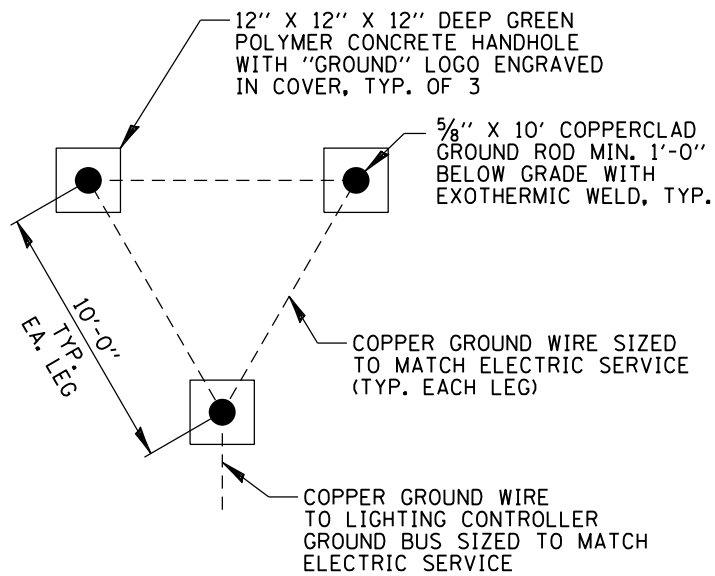 12" X 12" X 12" DEEP GREEN
POLYMER CONCRETE HANDHOLE
WITH "GROUND" LOGO ENGRAVED
IN COVER, TYP. OF 3
5/8" X 10' COPPERCLAD
GROUND ROD MIN. 1'-0"
BELOW GRADE WITH
EXOTHERMIC WELD, TYP.
10'-0"
TYP.
EA. LEG
COPPER GROUND WIRE SIZED
TO MATCH ELECTRIC SERVICE
(TYP. EACH LEG)
COPPER GROUND WIRE
TO LIGHTING CONTROLLER
GROUND BUS SIZED TO MATCH
ELECTRIC SERVICE